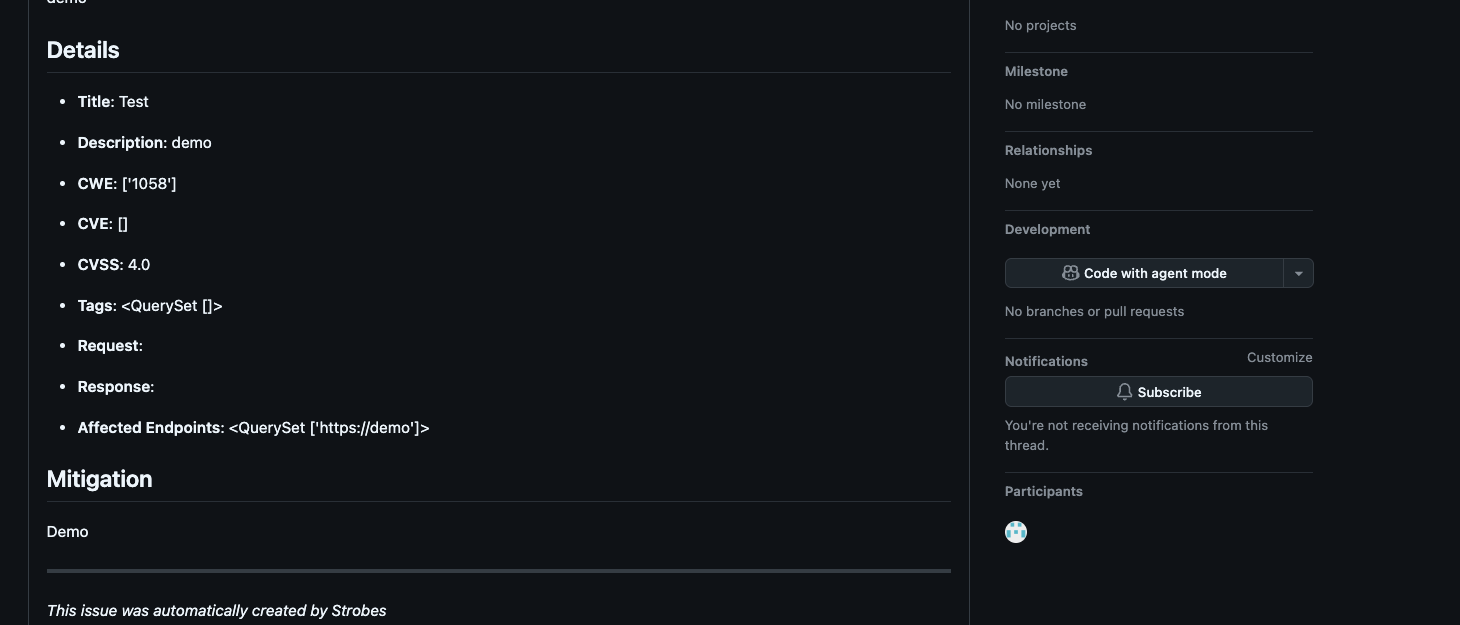 demo
Details
Title: Test
Description: demo
CWE: ['1058']
CVE: []
CVSS: 4.0
Tags: <QuerySet []>
Request:
Response:
Affected Endpoints: <QuerySet ['https://demo']>
Mitigation
Demo
This issue was automatically created by Strobes
No projects
Milestone
No milestone
Relationships
None yet
Development
Code with agent mode
No branches or pull requests
Notifications
Customize
Subscribe
You're not receiving notifications from this
thread.
Participants